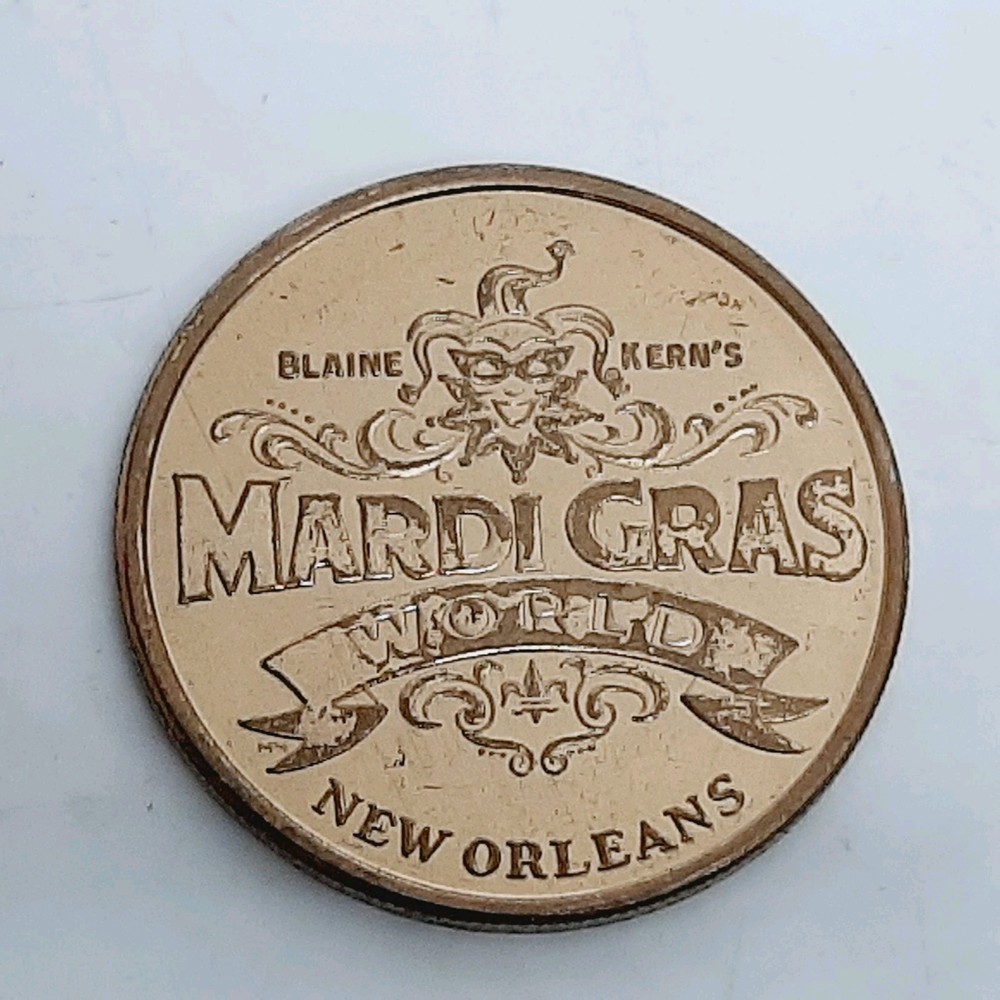 BLAINE KERN'S
MARDI GRAS
WORLD
NEW ORLEANS